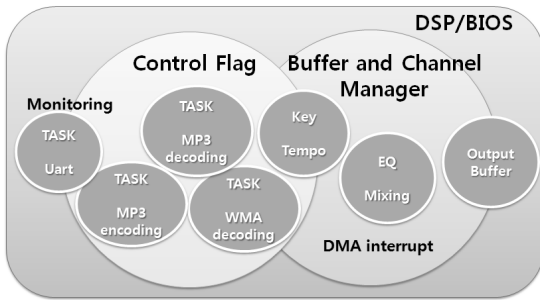 DSP/BIOS
Control Flag
Buffer and Channel
Manager
Monitoring
TASK
Uart
TASK
MP3
decoding
TASK
MP3
encoding
TASK
WMA
decoding
Key
Tempo
EQ
Mixing
Output
Buffer
DMA interrupt